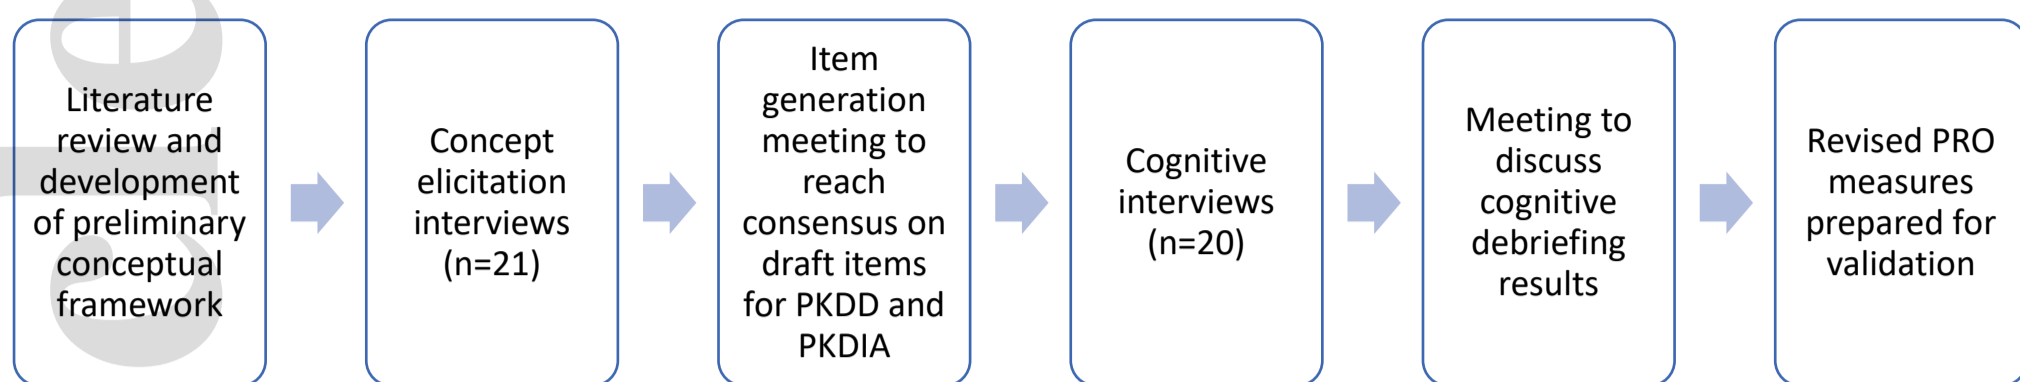 Literature
review and
development
of preliminary
conceptual
framework
Concept
elicitation
interviews
(n=21)
Item
generation
meeting to
reach
consensus on
draft items
for PKDD and
PKDIA
Cognitive
interviews
(n=20)
Meeting to
discuss
cognitive
debriefing
results
Revised PRO
measures
prepared for
validation